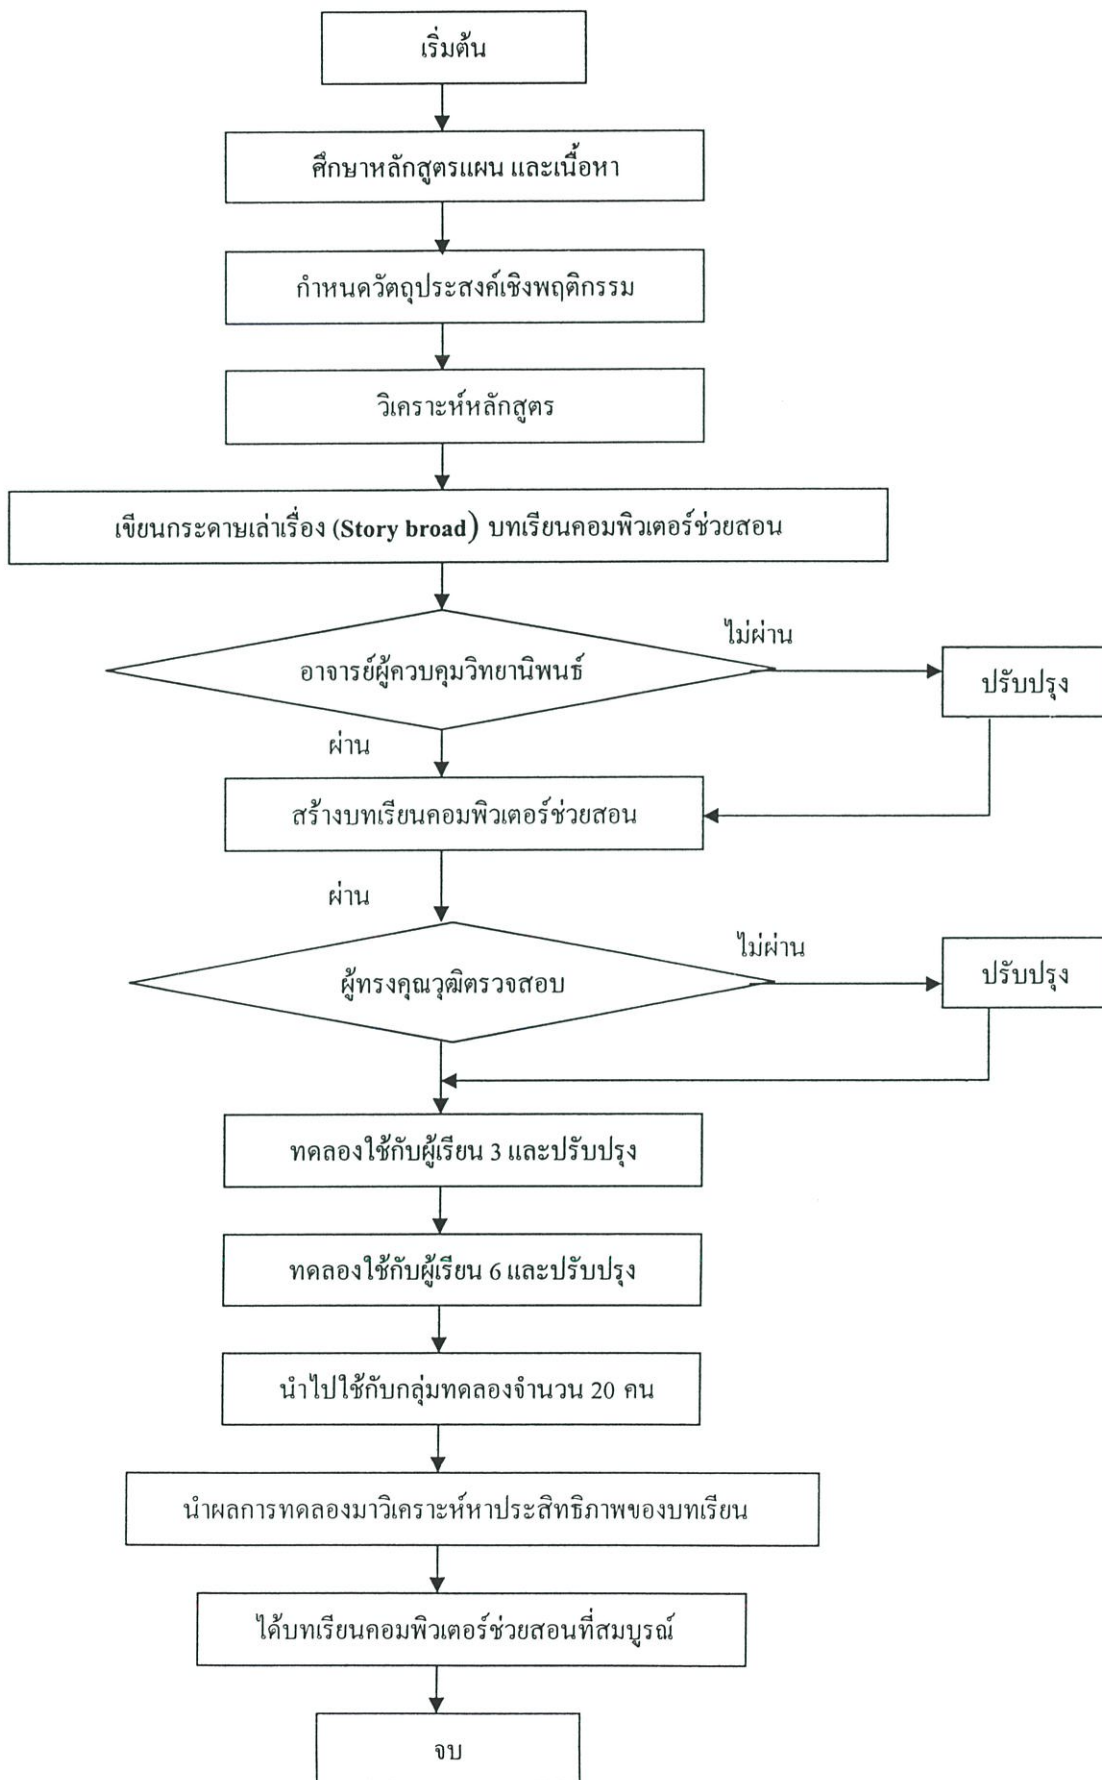 เริ่มต้น
ศึกษาหลักสูตรแผน และเนื้อหา
กำหนดวัตถุประสงค์เชิงพฤติกรรม
วิเคราะห์หลักสูตร
เขียนกระดาษเล่าเรื่อง (Story broad) บทเรียนคอมพิวเตอร์ช่วยสอน
ไม่ผ่าน
อาจารย์ผู้ควบคุมวิทยานิพนธ์
ปรับปรุง
ผ่าน
สร้างบทเรียนคอมพิวเตอร์ช่วยสอน
ผ่าน
ไม่ผ่าน
ผู้ทรงคุณวุฒิตรวจสอบ
ปรับปรุง
ทดลองใช้กับผู้เรียน 3 และปรับปรุง
ทดลองใช้กับผู้เรียน 6 และปรับปรุง
นำไปใช้กับกลุ่มทดลองจำนวน 20 คน
นำผลการทดลองมาวิเคราะห์หาประสิทธิภาพของบทเรียน
ได้บทเรียนคอมพิวเตอร์ช่วยสอนที่สมบูรณ์
จบ